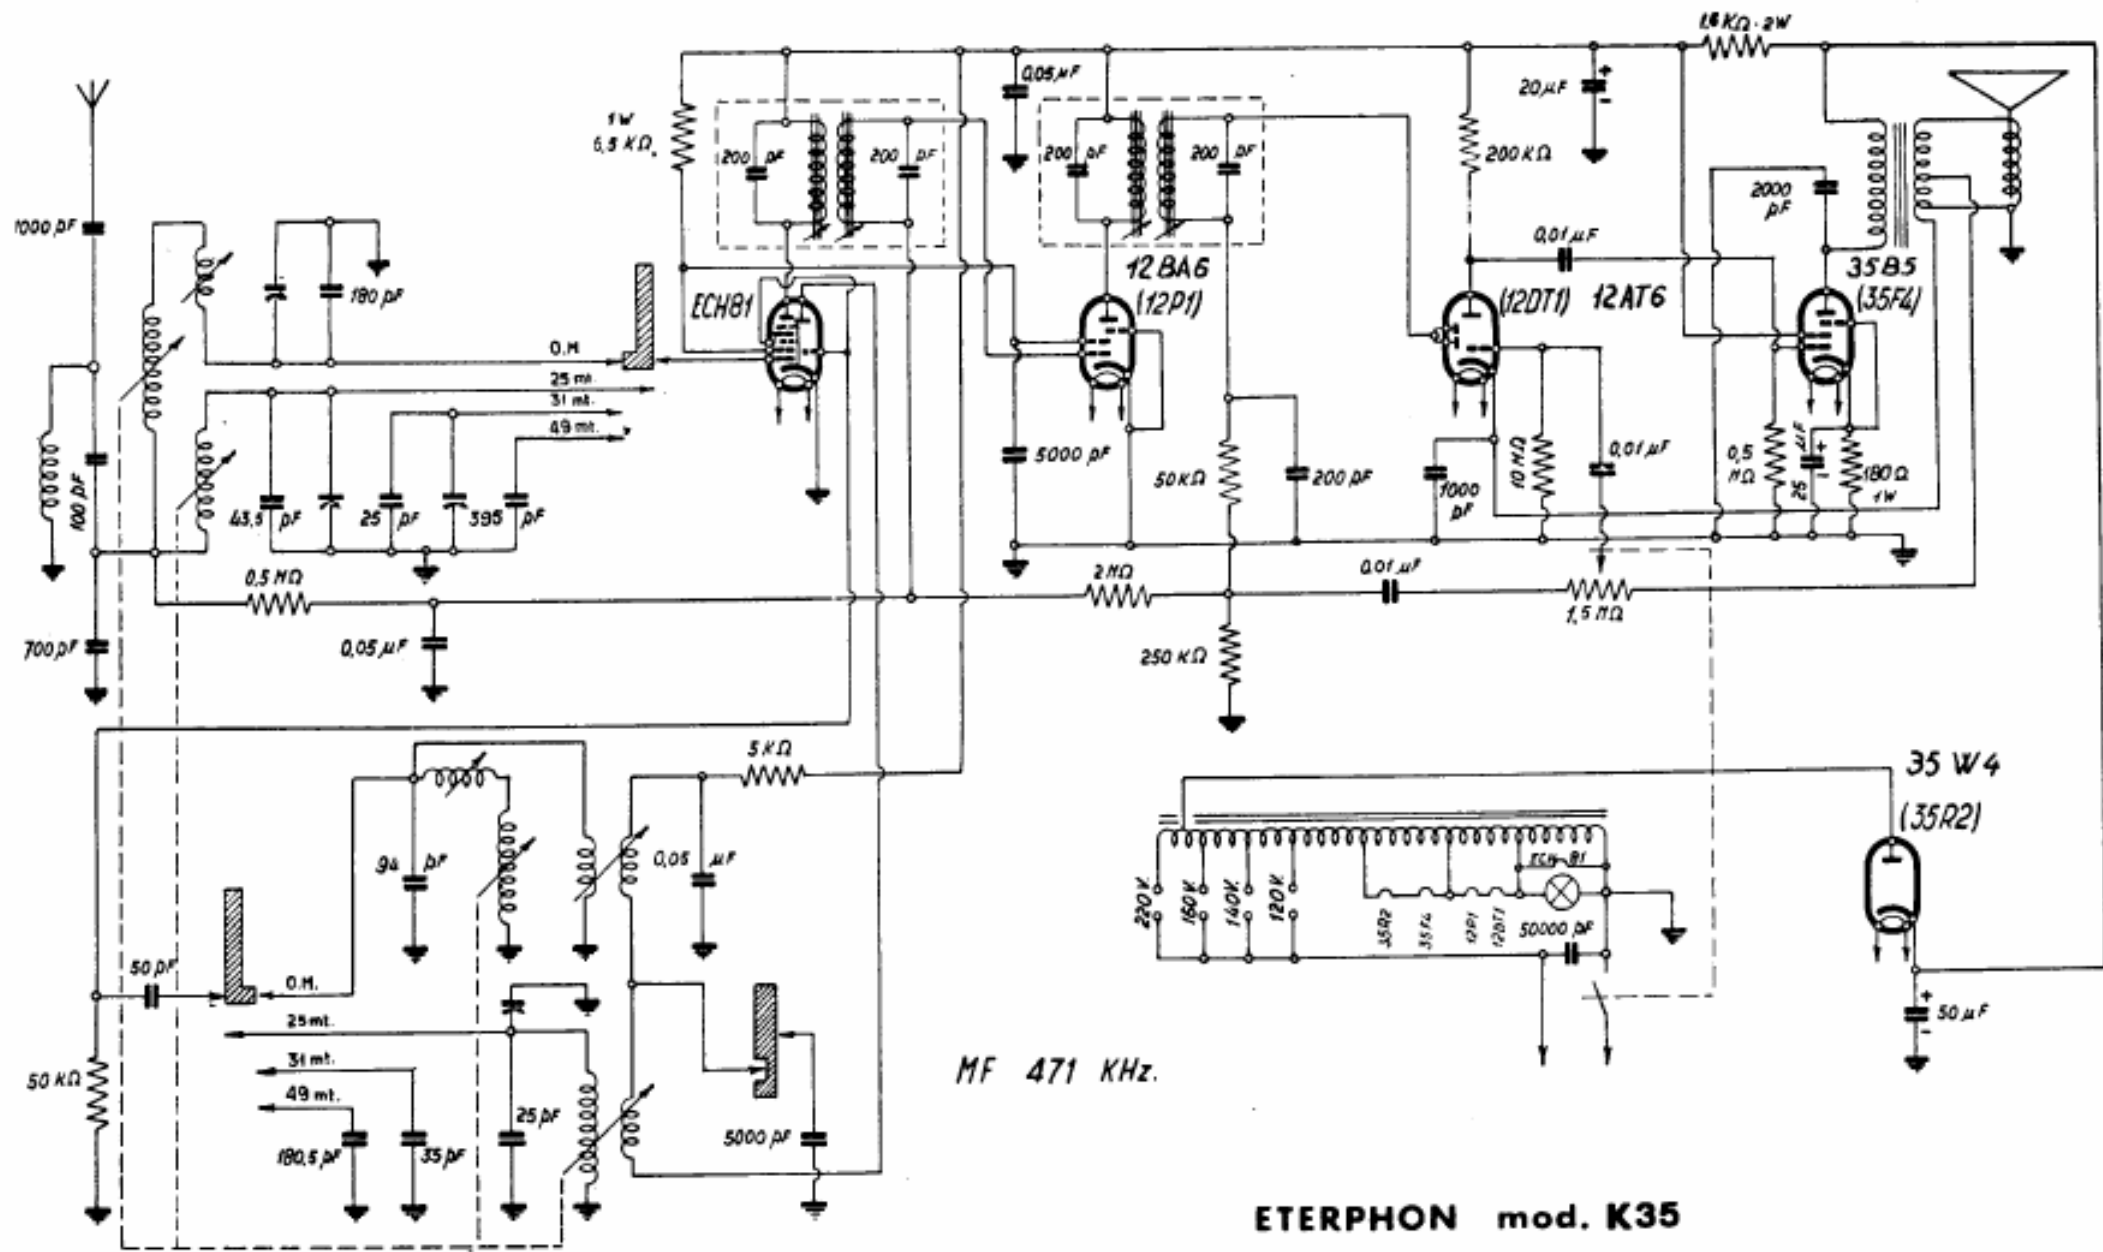 1,6 KΩ - 2W
0,05 µF
20 µF
1W
6,5 KΩ
200 pF
200 pF
200 pF
200 pF
200 KΩ
2000 pF
1000 pF
180 pF
ECH81
12BA6
(12P1)
0,01 µF
(12DT1) 12AT6
35B5
(35F4)
O.M.
25 mt.
31 mt.
49 mt.
100 pF
43,5 pF
25 pF
395 pF
5000 pF
50 KΩ
200 pF
1000 pF
10 MΩ
0,01 µF
0,5 MΩ
25 µF
180 Ω
1W
0,5 MΩ
2 MΩ
0,01 µF
1,5 MΩ
700 pF
0,05 µF
250 KΩ
5 KΩ
35W4
(35R2)
94 pF
0,05 µF
ECH 81
220V.
160V.
140V.
120V.
35R2
35F4
12P1
12DT1
50000 pF
50 pF
O.M.
25 mt.
31 mt.
49 mt.
50 µF
50 KΩ
MF 471 KHz.
180,5 pF
35 pF
25 pF
5000 pF
ETERPHON mod. K35